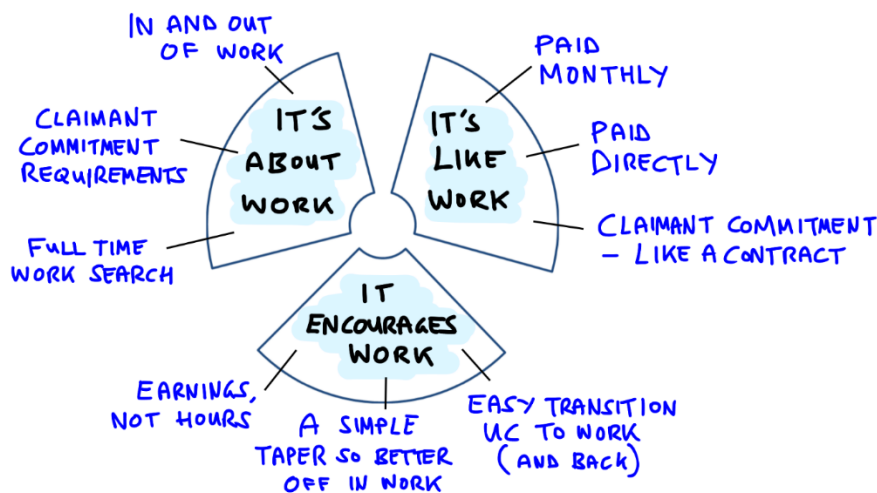 IN AND OUT
OF WORK
CLAIMANT
COMMITMENT
REQUIREMENTS
FULL TIME
WORK SEARCH
IT'S
ABOUT
WORK
IT'S
LIKE
WORK
PAID
MONTHLY
PAID
DIRECTLY
CLAIMANT COMMITMENT
- LIKE A CONTRACT
IT
ENCOURAGES
WORK
EARNINGS,
NOT HOURS
A SIMPLE
TAPER SO BETTER
OFF IN WORK
EASY TRANSITION
UC TO WORK
(AND BACK)